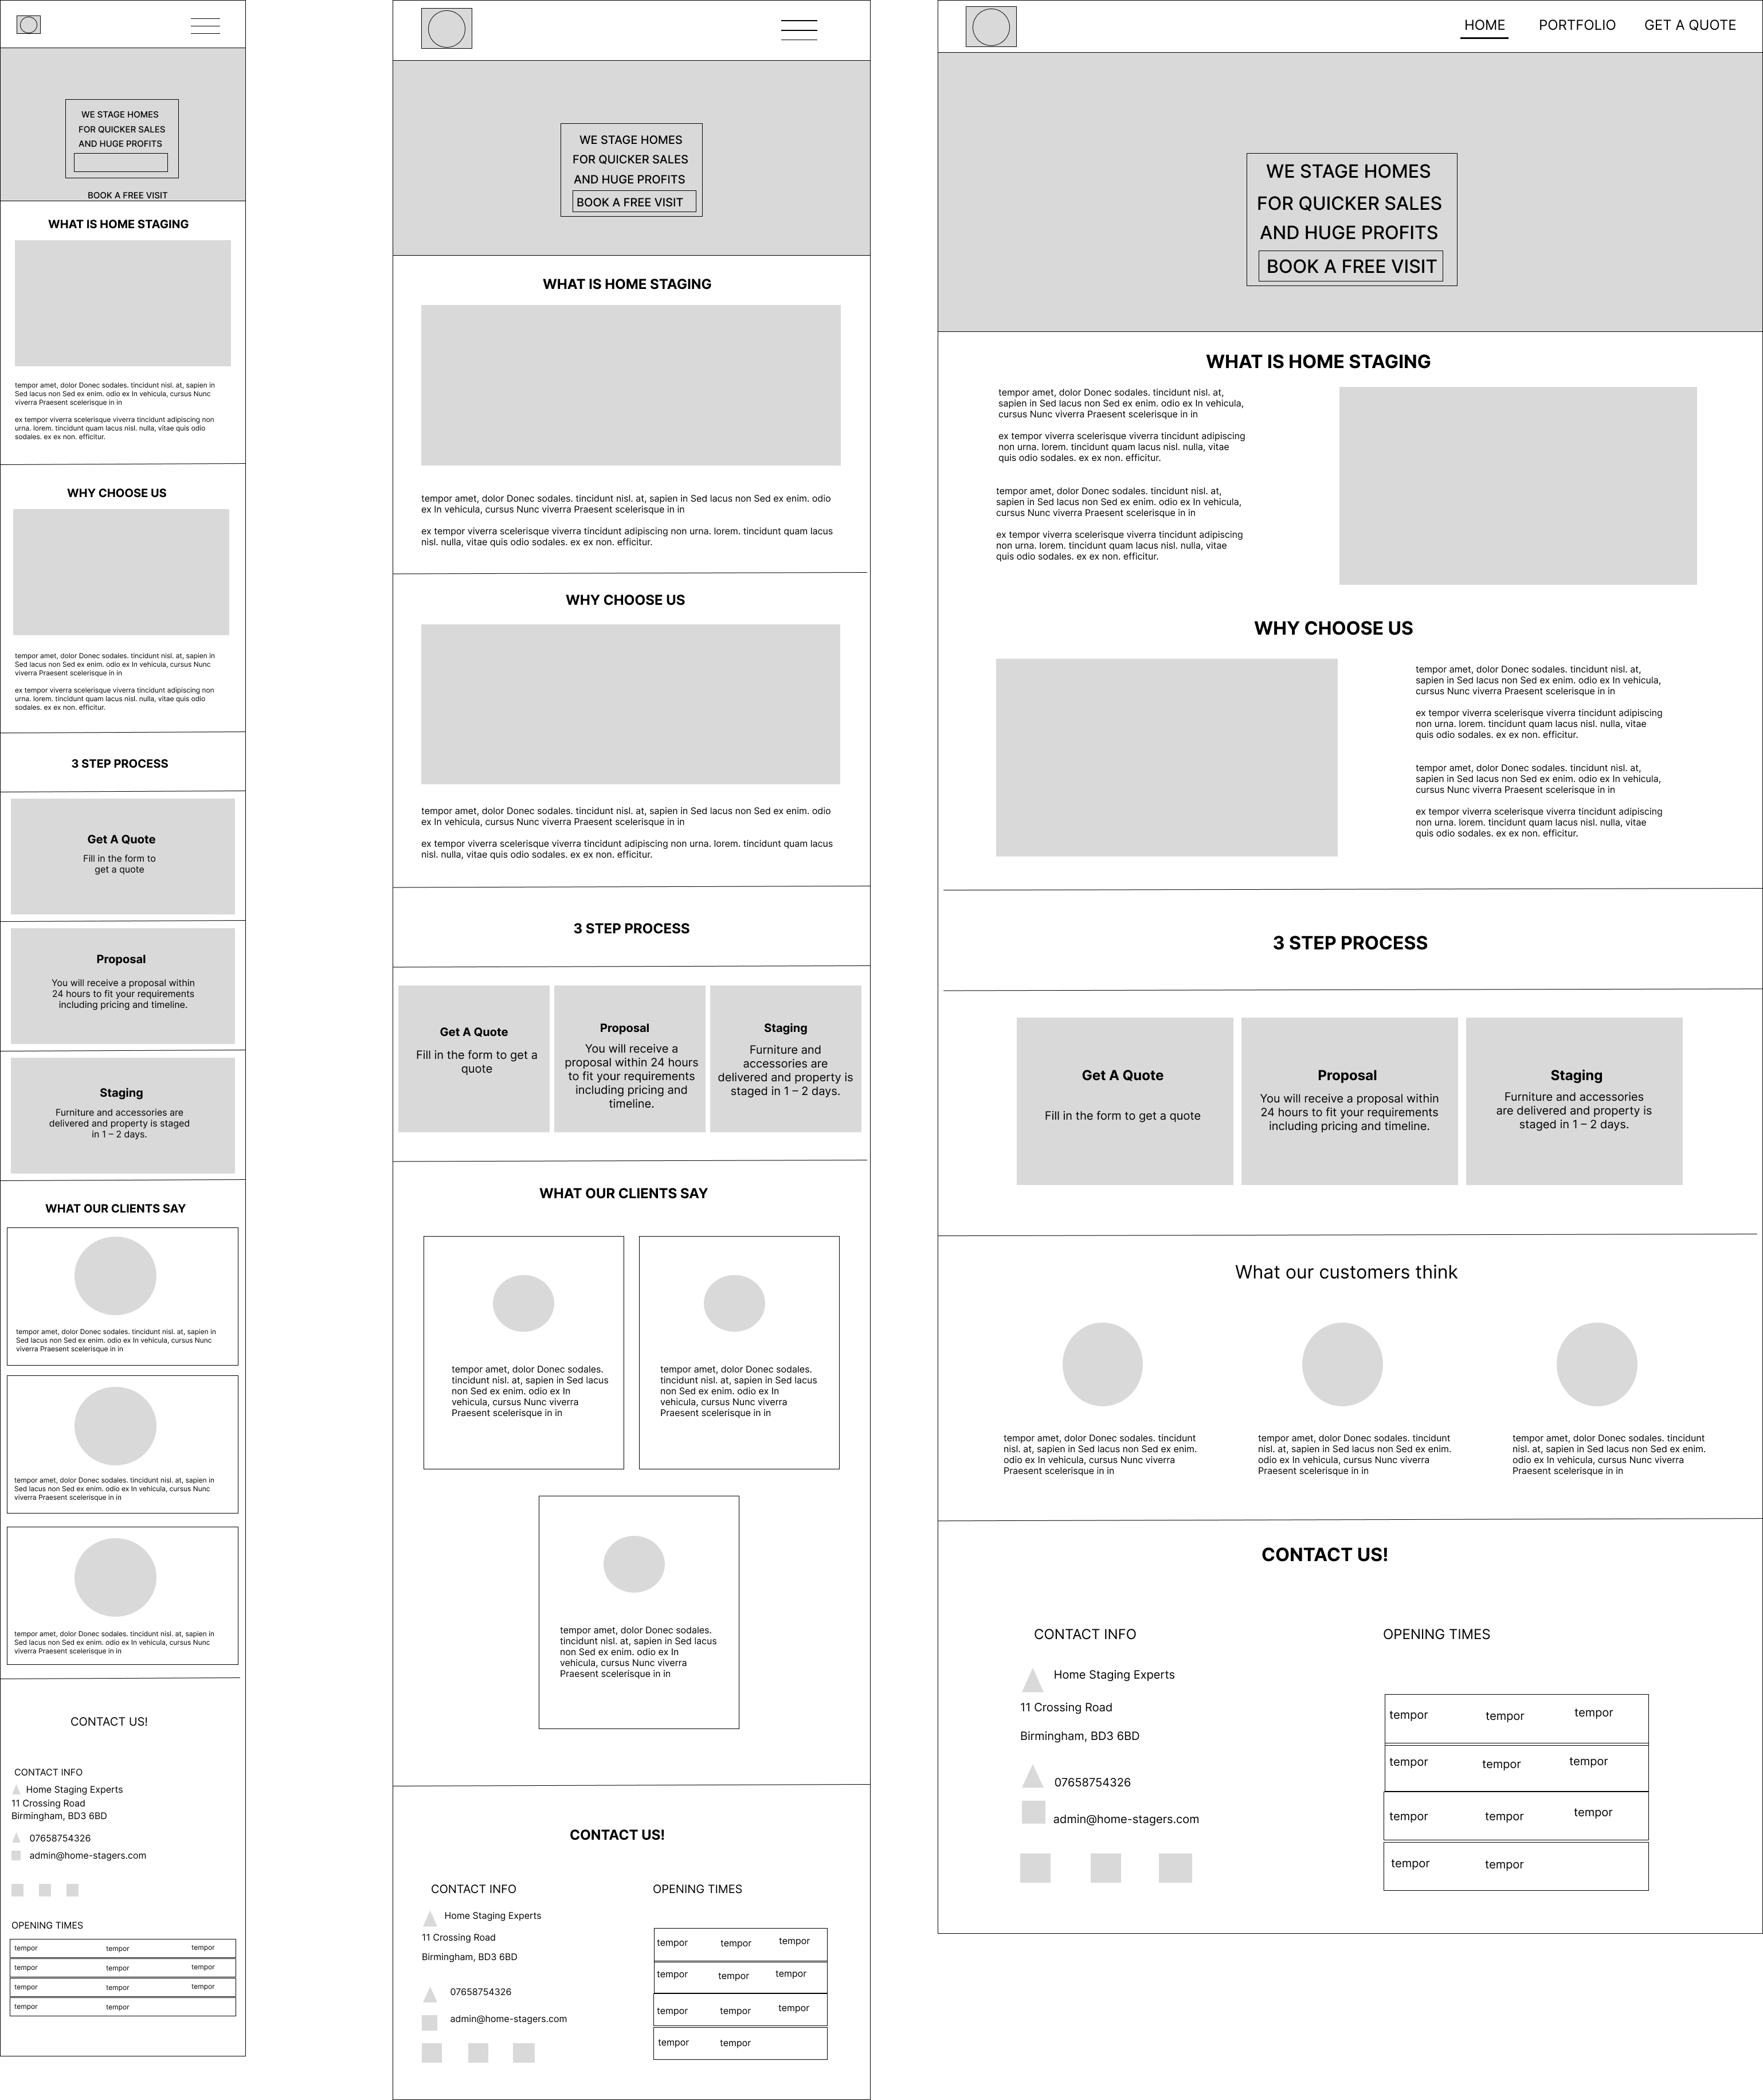 WE STAGE HOMES
FOR QUICKER SALES
AND HUGE PROFITS
BOOK A FREE VISIT
WHAT IS HOME STAGING
tempor amet, dolor Donec sodales. tincidunt nisl. at, sapien in
Sed lacus non Sed ex enim. odio ex In vehicula, cursus Nunc
viverra Praesent scelerisque in in
ex tempor viverra scelerisque viverra tincidunt adipiscing non
urna. lorem. tincidunt quam lacus nisl. nulla, vitae quis odio
sodales. ex ex non. efficitur.
WHY CHOOSE US
tempor amet, dolor Donec sodales. tincidunt nisl. at, sapien in
Sed lacus non Sed ex enim. odio ex In vehicula, cursus Nunc
viverra Praesent scelerisque in in
ex tempor viverra scelerisque viverra tincidunt adipiscing non
urna. lorem. tincidunt quam lacus nisl. nulla, vitae quis odio
sodales. ex ex non. efficitur.
3 STEP PROCESS
Get A Quote
Fill in the form to
get a quote
Proposal
You will receive a proposal within
24 hours to fit your requirements
including pricing and timeline.
Staging
Furniture and accessories are
delivered and property is staged
in 1 – 2 days.
WHAT OUR CLIENTS SAY
tempor amet, dolor Donec sodales. tincidunt nisl. at, sapien in
Sed lacus non Sed ex enim. odio ex In vehicula, cursus Nunc
viverra Praesent scelerisque in in
tempor amet, dolor Donec sodales. tincidunt nisl. at, sapien in
Sed lacus non Sed ex enim. odio ex In vehicula, cursus Nunc
viverra Praesent scelerisque in in
tempor amet, dolor Donec sodales. tincidunt nisl. at, sapien in
Sed lacus non Sed ex enim. odio ex In vehicula, cursus Nunc
viverra Praesent scelerisque in in
CONTACT US!
CONTACT INFO
Home Staging Experts
11 Crossing Road
Birmingham, BD3 6BD
07658754326
admin@home-stagers.com
OPENING TIMES
tempor tempor tempor
tempor tempor tempor
tempor tempor tempor
tempor tempor
WE STAGE HOMES
FOR QUICKER SALES
AND HUGE PROFITS
BOOK A FREE VISIT
WHAT IS HOME STAGING
tempor amet, dolor Donec sodales. tincidunt nisl. at, sapien in Sed lacus non Sed ex enim. odio
ex In vehicula, cursus Nunc viverra Praesent scelerisque in in
ex tempor viverra scelerisque viverra tincidunt adipiscing non urna. lorem. tincidunt quam lacus
nisl. nulla, vitae quis odio sodales. ex ex non. efficitur.
WHY CHOOSE US
tempor amet, dolor Donec sodales. tincidunt nisl. at, sapien in Sed lacus non Sed ex enim. odio
ex In vehicula, cursus Nunc viverra Praesent scelerisque in in
ex tempor viverra scelerisque viverra tincidunt adipiscing non urna. lorem. tincidunt quam lacus
nisl. nulla, vitae quis odio sodales. ex ex non. efficitur.
3 STEP PROCESS
Get A Quote
Fill in the form to get a
quote
Proposal
You will receive a
proposal within 24 hours
to fit your requirements
including pricing and
timeline.
Staging
Furniture and
accessories are
delivered and property is
staged in 1 – 2 days.
WHAT OUR CLIENTS SAY
tempor amet, dolor Donec sodales.
tincidunt nisl. at, sapien in Sed lacus
non Sed ex enim. odio ex In
vehicula, cursus Nunc viverra
Praesent scelerisque in in
tempor amet, dolor Donec sodales.
tincidunt nisl. at, sapien in Sed lacus
non Sed ex enim. odio ex In
vehicula, cursus Nunc viverra
Praesent scelerisque in in
tempor amet, dolor Donec sodales.
tincidunt nisl. at, sapien in Sed lacus
non Sed ex enim. odio ex In
vehicula, cursus Nunc viverra
Praesent scelerisque in in
CONTACT US!
CONTACT INFO
Home Staging Experts
11 Crossing Road
Birmingham, BD3 6BD
07658754326
admin@home-stagers.com
OPENING TIMES
tempor tempor tempor
tempor tempor tempor
tempor tempor tempor
tempor tempor
HOME PORTFOLIO GET A QUOTE
WE STAGE HOMES
FOR QUICKER SALES
AND HUGE PROFITS
BOOK A FREE VISIT
WHAT IS HOME STAGING
tempor amet, dolor Donec sodales. tincidunt nisl. at,
sapien in Sed lacus non Sed ex enim. odio ex In vehicula,
cursus Nunc viverra Praesent scelerisque in in
ex tempor viverra scelerisque viverra tincidunt adipiscing
non urna. lorem. tincidunt quam lacus nisl. nulla, vitae
quis odio sodales. ex ex non. efficitur.
tempor amet, dolor Donec sodales. tincidunt nisl. at,
sapien in Sed lacus non Sed ex enim. odio ex In vehicula,
cursus Nunc viverra Praesent scelerisque in in
ex tempor viverra scelerisque viverra tincidunt adipiscing
non urna. lorem. tincidunt quam lacus nisl. nulla, vitae
quis odio sodales. ex ex non. efficitur.
WHY CHOOSE US
tempor amet, dolor Donec sodales. tincidunt nisl. at,
sapien in Sed lacus non Sed ex enim. odio ex In vehicula,
cursus Nunc viverra Praesent scelerisque in in
ex tempor viverra scelerisque viverra tincidunt adipiscing
non urna. lorem. tincidunt quam lacus nisl. nulla, vitae
quis odio sodales. ex ex non. efficitur.
tempor amet, dolor Donec sodales. tincidunt nisl. at,
sapien in Sed lacus non Sed ex enim. odio ex In vehicula,
cursus Nunc viverra Praesent scelerisque in in
ex tempor viverra scelerisque viverra tincidunt adipiscing
non urna. lorem. tincidunt quam lacus nisl. nulla, vitae
quis odio sodales. ex ex non. efficitur.
3 STEP PROCESS
Get A Quote
Fill in the form to get a quote
Proposal
You will receive a proposal within
24 hours to fit your requirements
including pricing and timeline.
Staging
Furniture and accessories
are delivered and property is
staged in 1 – 2 days.
What our customers think
tempor amet, dolor Donec sodales. tincidunt
nisl. at, sapien in Sed lacus non Sed ex enim.
odio ex In vehicula, cursus Nunc viverra
Praesent scelerisque in in
tempor amet, dolor Donec sodales. tincidunt
nisl. at, sapien in Sed lacus non Sed ex enim.
odio ex In vehicula, cursus Nunc viverra
Praesent scelerisque in in
tempor amet, dolor Donec sodales. tincidunt
nisl. at, sapien in Sed lacus non Sed ex enim.
odio ex In vehicula, cursus Nunc viverra
Praesent scelerisque in in
CONTACT US!
CONTACT INFO
Home Staging Experts
11 Crossing Road
Birmingham, BD3 6BD
07658754326
admin@home-stagers.com
OPENING TIMES
tempor tempor tempor
tempor tempor tempor
tempor tempor tempor
tempor tempor